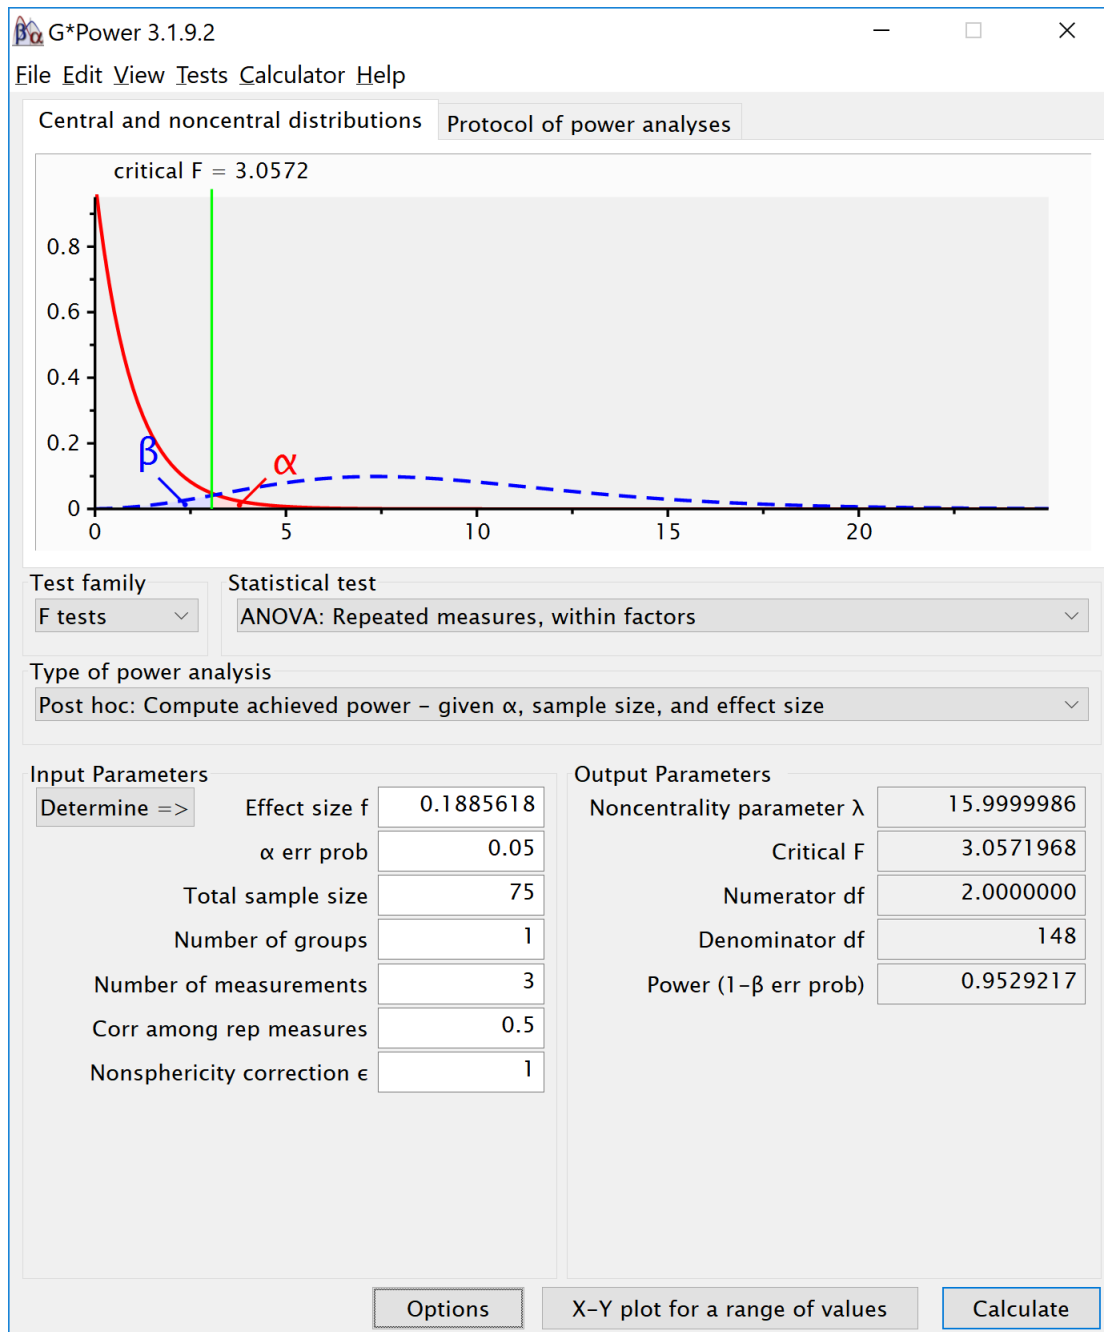 G*Power 3.1.9.2
File Edit View Tests Calculator Help
Central and noncentral distributions Protocol of power analyses
critical F = 3.0572
0.8
0.6
0.4
0.2
0
β
α
0 5 10 15 20
Test family
F tests
Statistical test
ANOVA: Repeated measures, within factors
Type of power analysis
Post hoc: Compute achieved power – given α, sample size, and effect size
Input Parameters
Determine => Effect size f 0.1885618
α err prob 0.05
Total sample size 75
Number of groups 1
Number of measurements 3
Corr among rep measures 0.5
Nonsphericity correction ϵ 1
Output Parameters
Noncentrality parameter λ 15.9999986
Critical F 3.0571968
Numerator df 2.0000000
Denominator df 148
Power (1-β err prob) 0.9529217
Options X-Y plot for a range of values Calculate